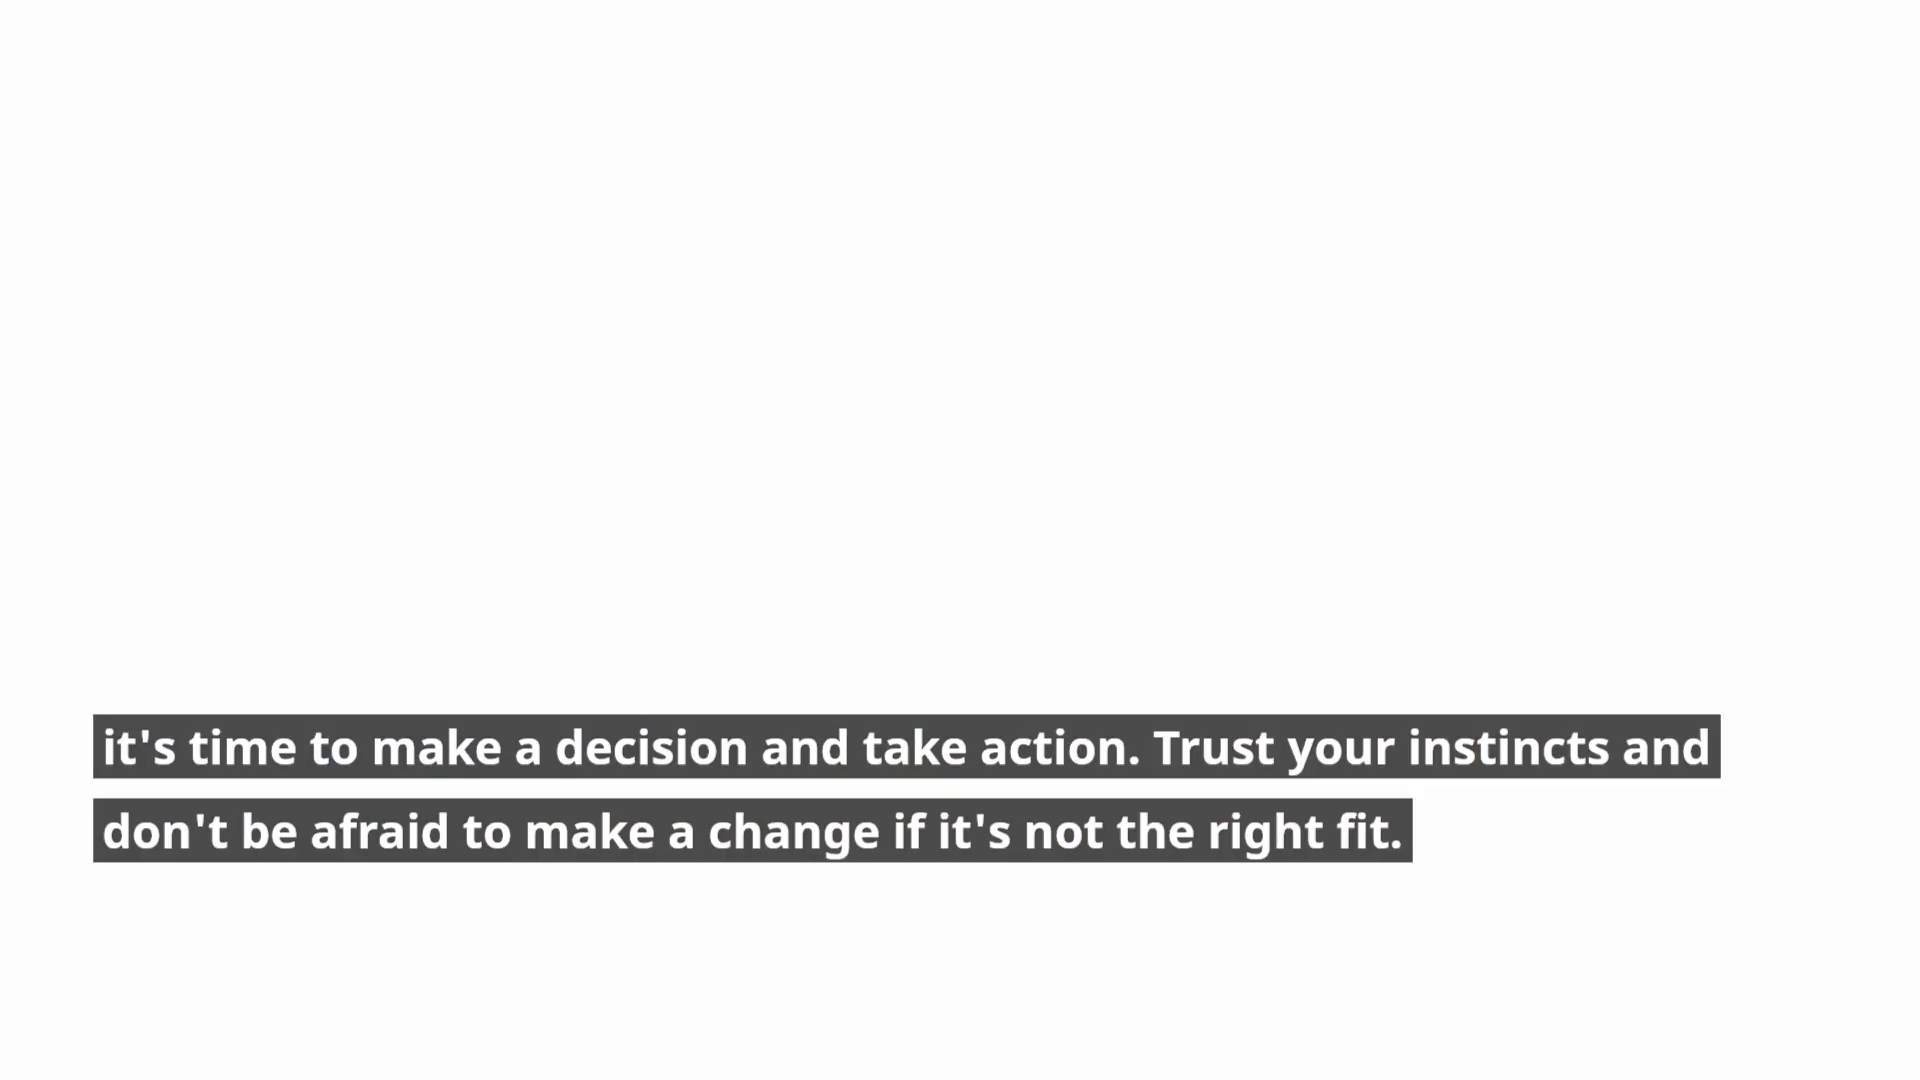 it's time to make a decision and take action. Trust your instincts and
don't be afraid to make a change if it's not the right fit.